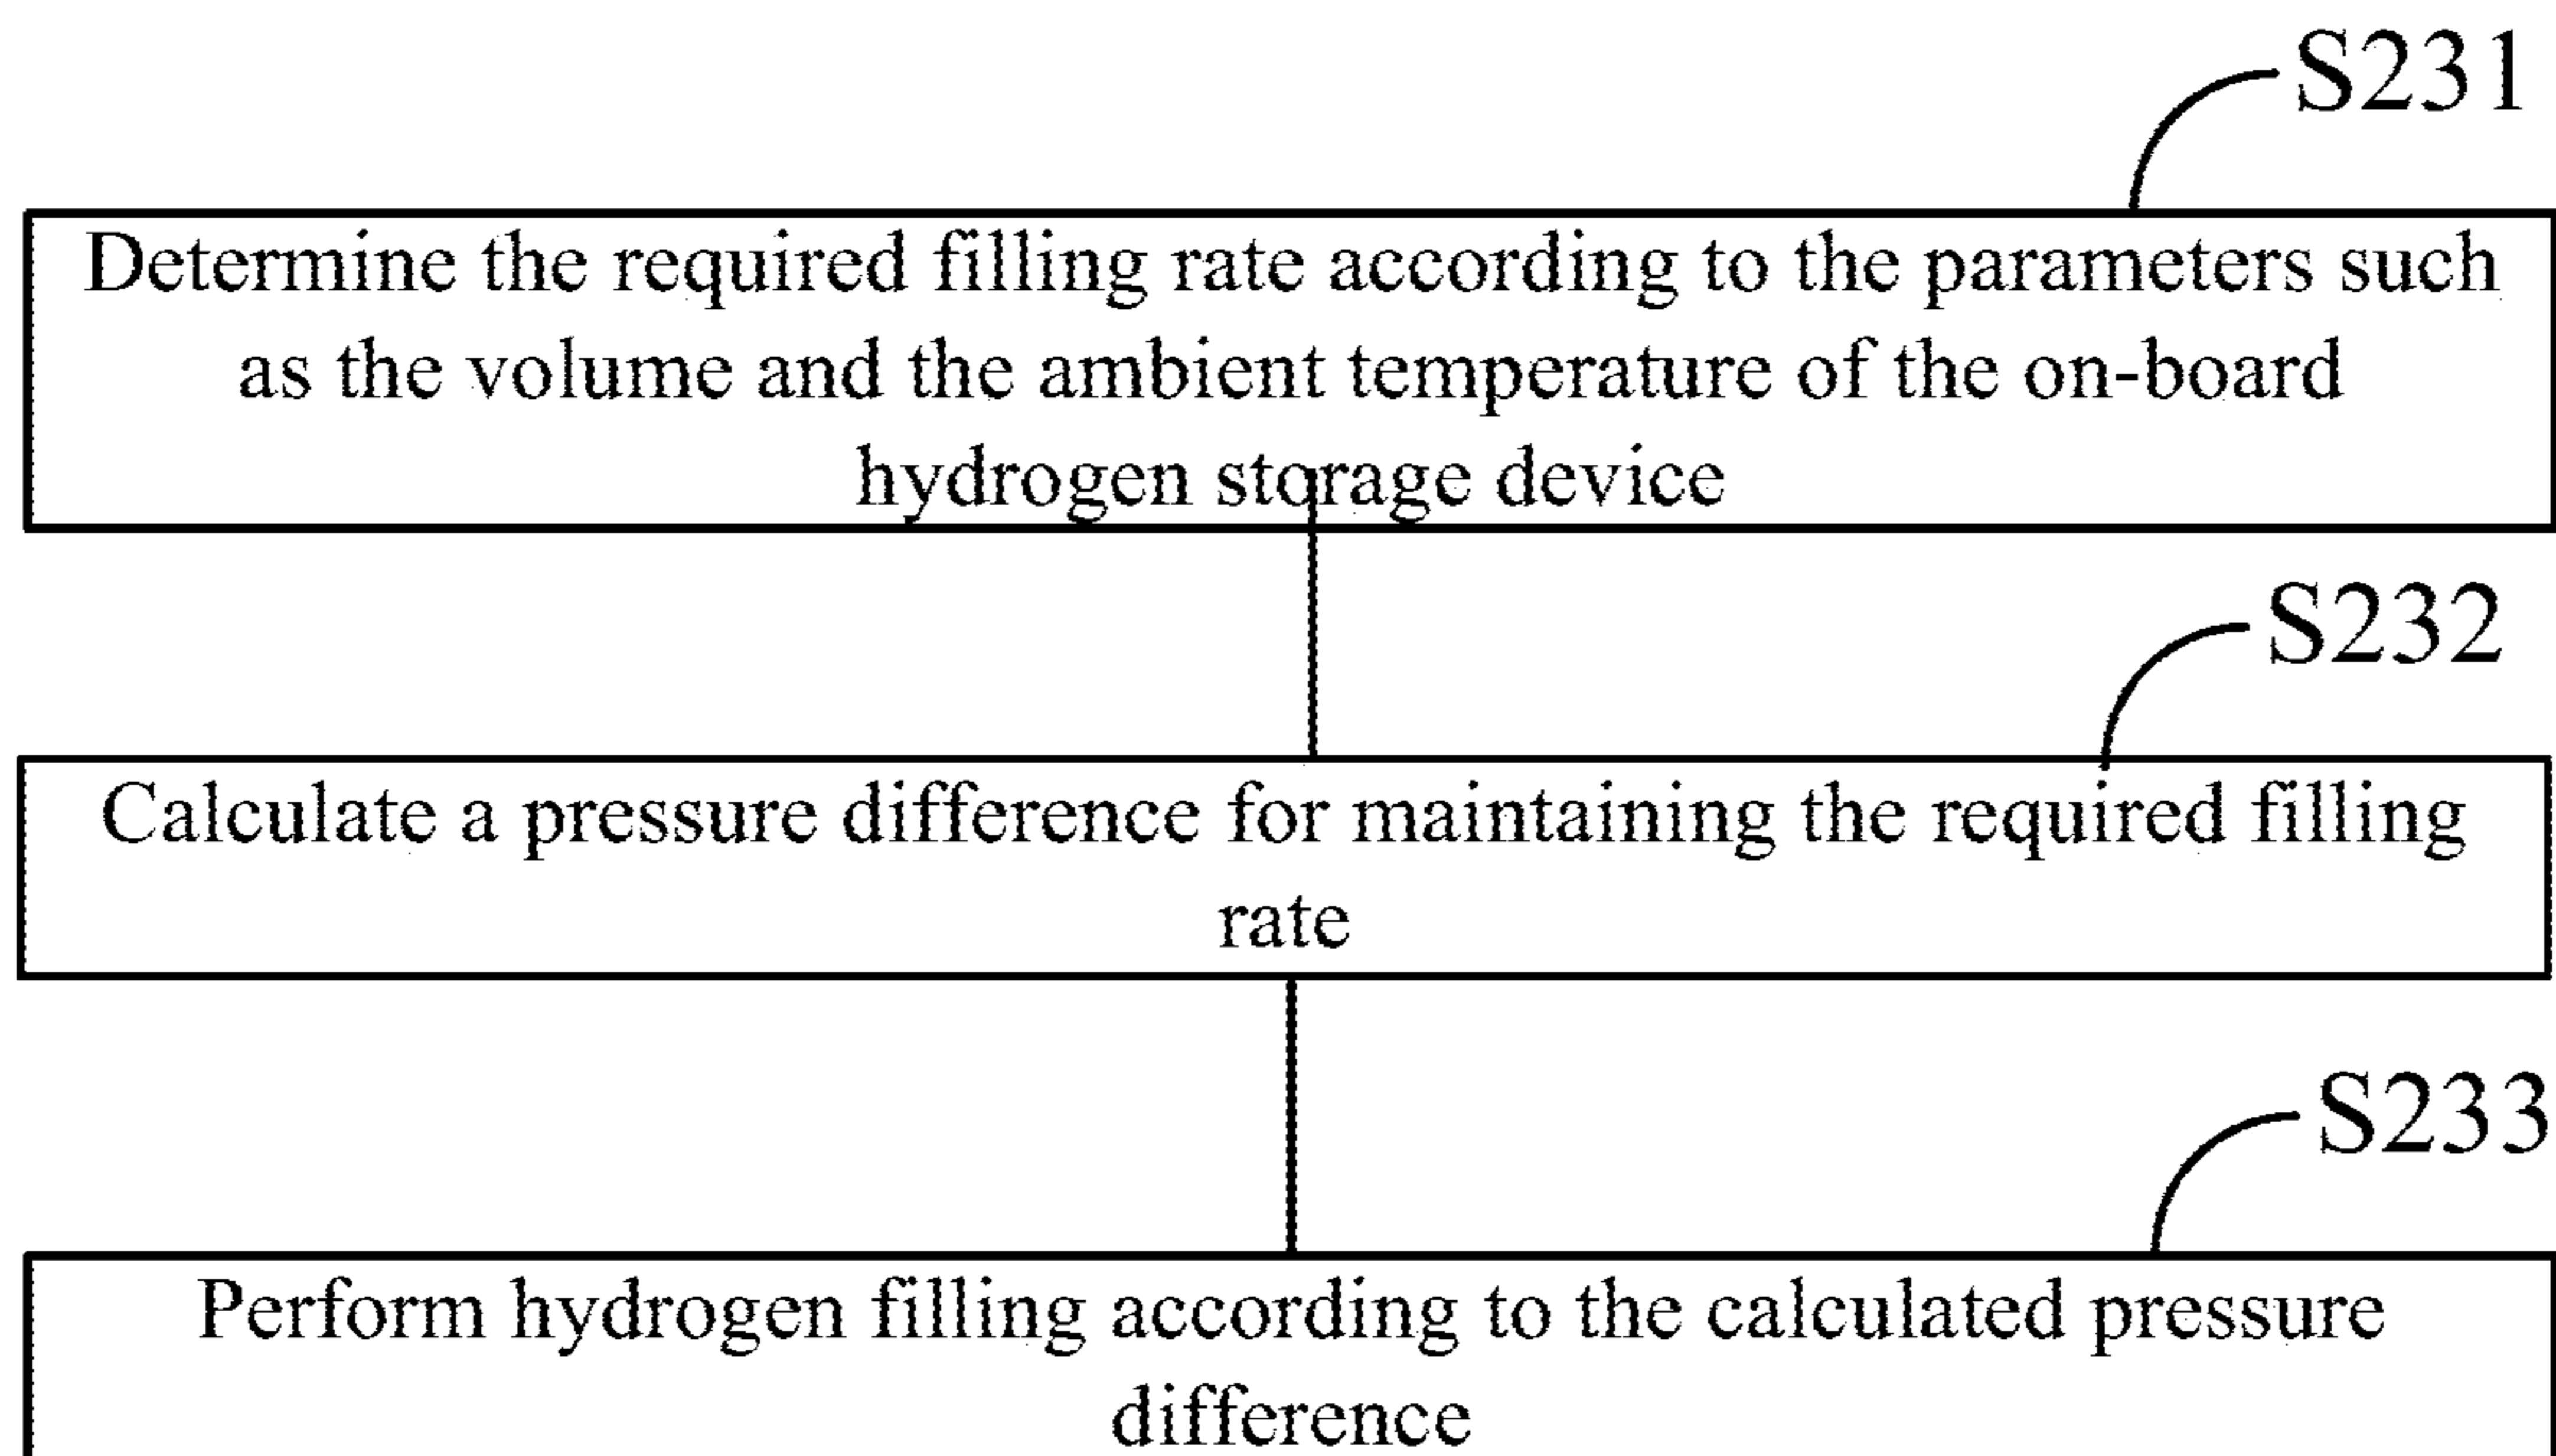 S231
Determine the required filling rate according to the parameters such
as the volume and the ambient temperature of the on-board
hydrogen storage device
S232
Calculate a pressure difference for maintaining the required filling
rate
S233
Perform hydrogen filling according to the calculated pressure
difference